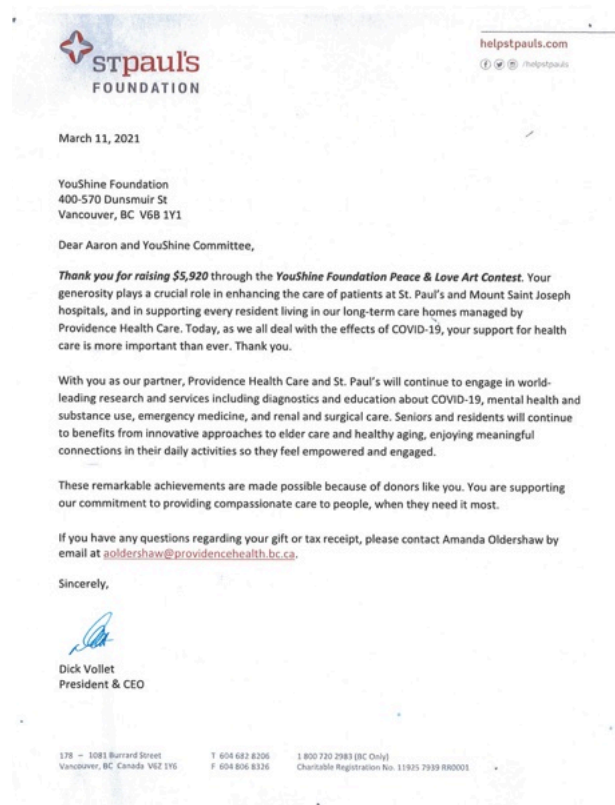 STpaul's
FOUNDATION
helpstpauls.com
/helpstpauls
March 11, 2021
YouShine Foundation
400-570 Dunsmuir St
Vancouver, BC V6B 1Y1
Dear Aaron and YouShine Committee,
Thank you for raising $5,920 through the YouShine Foundation Peace & Love Art Contest. Your
generosity plays a crucial role in enhancing the care of patients at St. Paul's and Mount Saint Joseph
hospitals, and in supporting every resident living in our long-term care homes managed by
Providence Health Care. Today, as we all deal with the effects of COVID-19, your support for health
care is more important than ever. Thank you.
With you as our partner, Providence Health Care and St. Paul's will continue to engage in world-
leading research and services including diagnostics and education about COVID-19, mental health and
substance use, emergency medicine, and renal and surgical care. Seniors and residents will continue
to benefits from innovative approaches to elder care and healthy aging, enjoying meaningful
connections in their daily activities so they feel empowered and engaged.
These remarkable achievements are made possible because of donors like you. You are supporting
our commitment to providing compassionate care to people, when they need it most.
If you have any questions regarding your gift or tax receipt, please contact Amanda Oldershaw by
email at aoldershaw@providencehealth.bc.ca.
Sincerely,
Dick Vollet
President & CEO
178 – 1081 Burrard Street
Vancouver, BC Canada V6Z 1Y6
T 604 682 8206
F 604 806 8326
1 800 720 2983 (BC Only)
Charitable Registration No. 11925 7939 RR0001